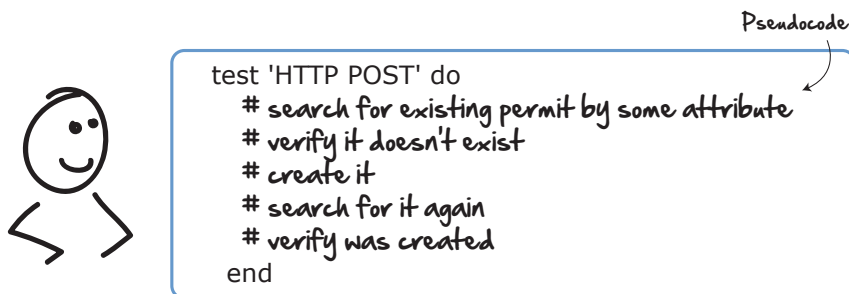 Pseudocode
test 'HTTP POST' do
# search for existing permit by some attribute
# verify it doesn't exist
# create it
# search for it again
# verify was created
end